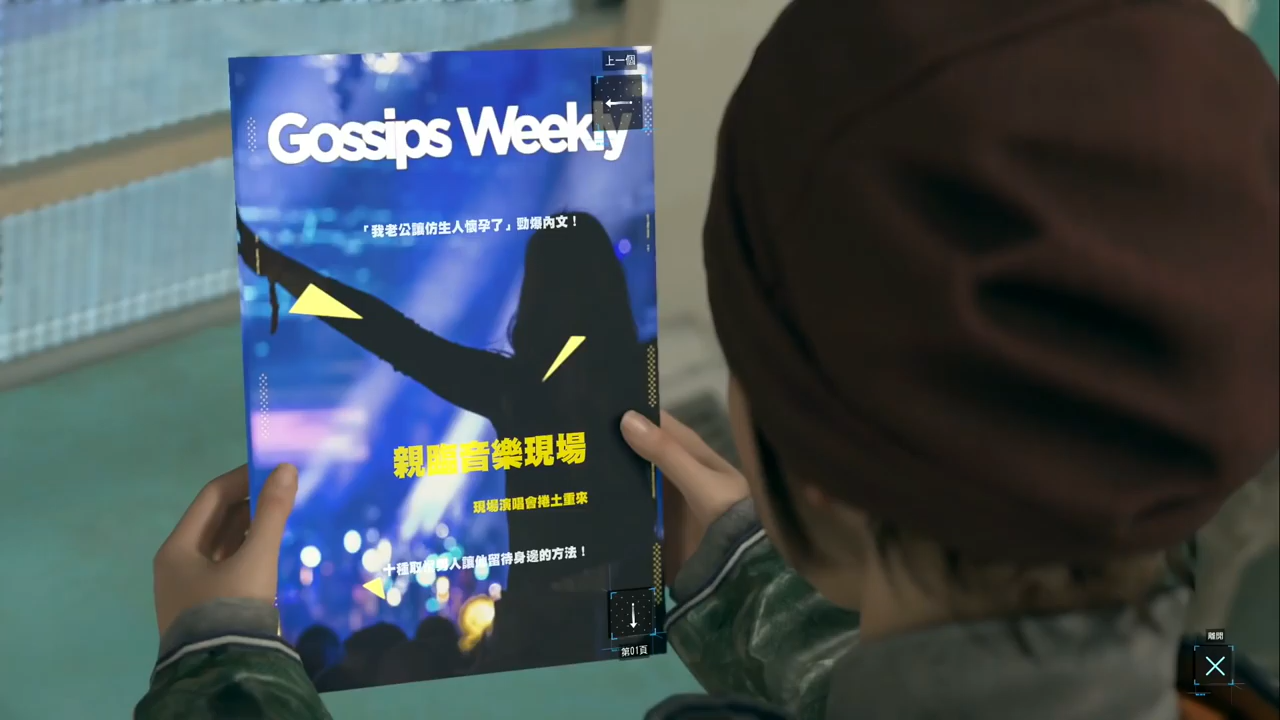 上一個
Gossips Weekly
「我老公讓仿生人懷孕了」勁爆內文！
親臨音樂現場
現場演唱會捲土重來
十種取悅男人讓他留待身邊的方法！
第01頁
離開